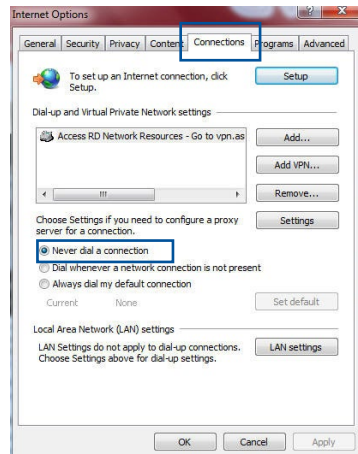 Internet Options
General Security Privacy Content Connections Programs Advanced
To set up an Internet connection, click
Setup.
Setup
Dial-up and Virtual Private Network settings
Access RD Network Resources - Go to vpn.as
Add...
Add VPN...
Remove...
Choose Settings if you need to configure a proxy
server for a connection.
Settings
Never dial a connection
Dial whenever a network connection is not present
Always dial my default connection
Current None
Set default
Local Area Network (LAN) settings
LAN Settings do not apply to dial-up connections.
Choose Settings above for dial-up settings.
LAN settings
OK Cancel Apply